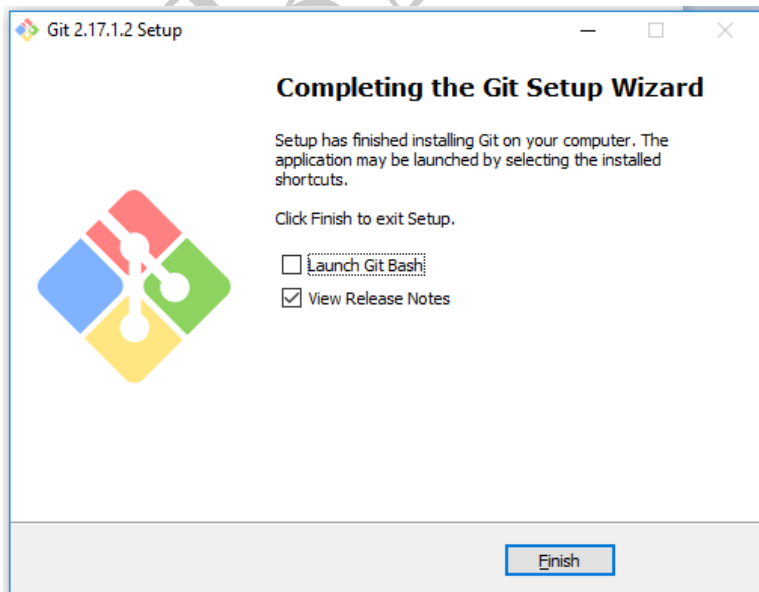 Git 2.17.1.2 Setup
Completing the Git Setup Wizard
Setup has finished installing Git on your computer. The
application may be launched by selecting the installed
shortcuts.
Click Finish to exit Setup.
Launch Git Bash
View Release Notes
Finish